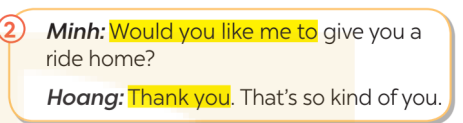 2
Minh: Would you like me to give you a
ride home?
Hoang: Thank you. That's so kind of you.